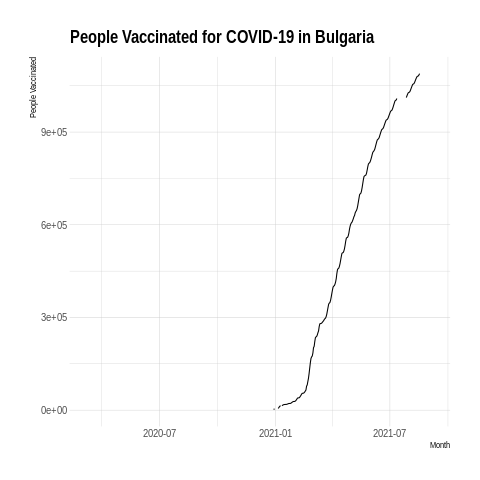 People Vaccinated for COVID-19 in Bulgaria
People Vaccinated
9e+05
6e+05
3e+05
0e+00
2020-07 2021-01 2021-07
Month